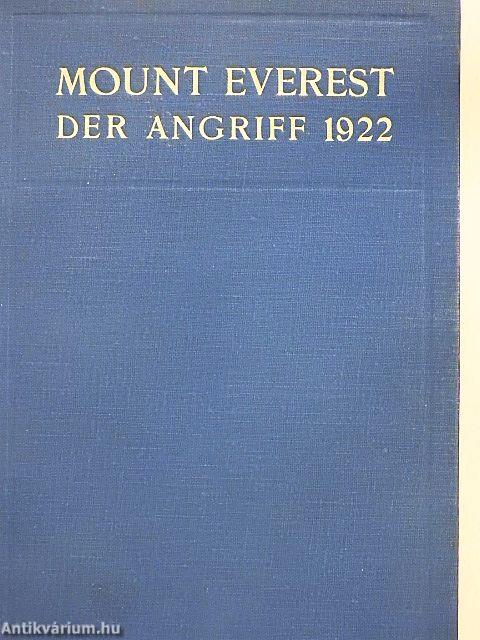 MOUNT EVEREST
DER ANGRIFF 1922
Antikvárium.hu